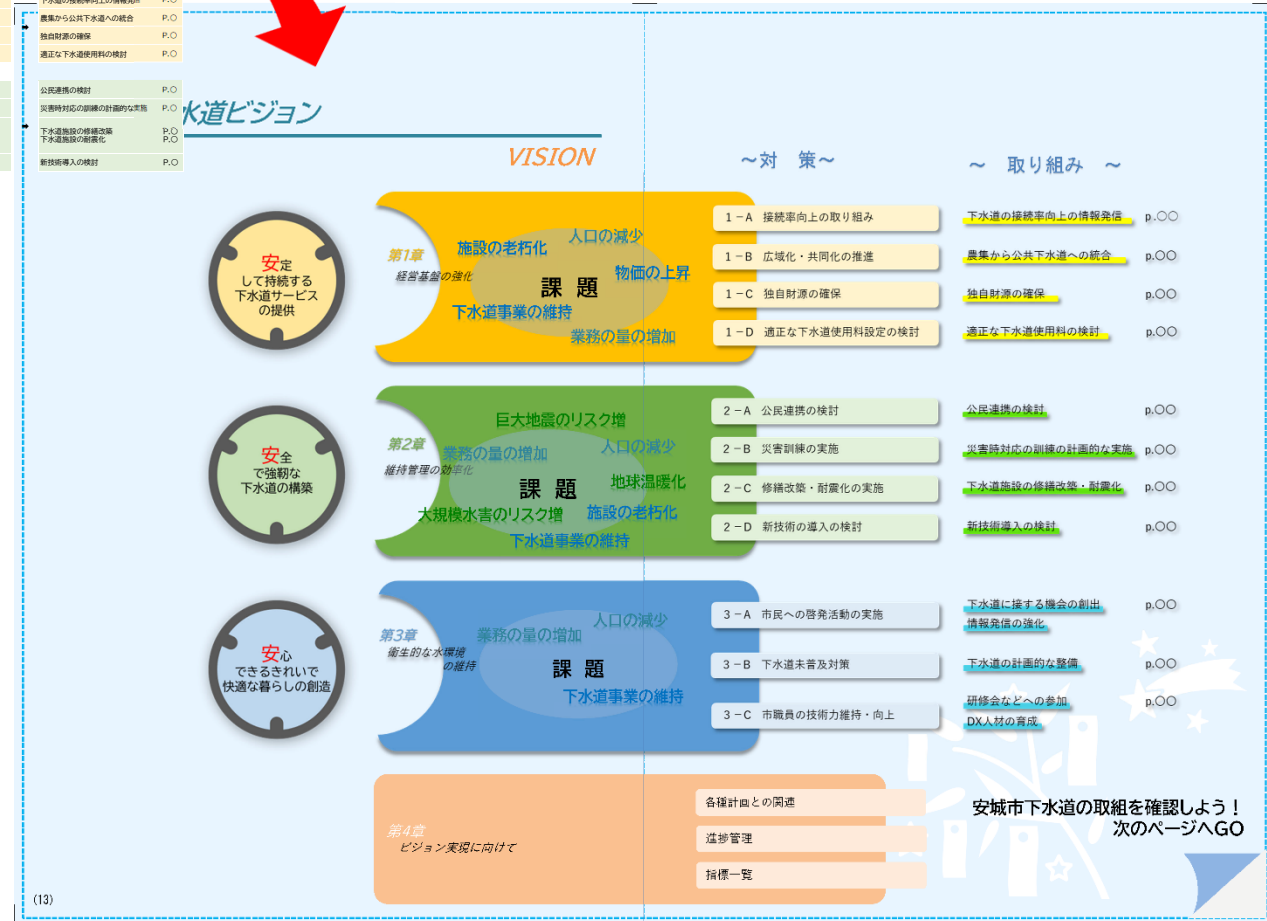 農集から公共下水道への統合 P.○
独自財源の確保 P.○
適正な下水道使用料の検討 P.○
公民連携の検討 P.○
災害時対応の訓練の計画的な実施 P.○
下水道施設の修繕改築 P.○
下水道施設の耐震化 P.○
新技術導入の検討 P.○
水道ビジョン
VISION
～対 策～
～ 取り組み ～
安定
して持続する
下水道サービス
の提供
第1章
経営基盤の強化
人口の減少
施設の老朽化
物価の上昇
課 題
下水道事業の維持
業務の量の増加
1－A 接続率向上の取り組み
下水道の接続率向上の情報発信 p.○○
1－B 広域化・共同化の推進
農集から公共下水道への統合 p.○○
1－C 独自財源の確保
独自財源の確保 p.○○
1－D 適正な下水道使用料設定の検討
適正な下水道使用料の検討 p.○○
安全
で強靭な
下水道の構築
第2章
維持管理の効率化
巨大地震のリスク増
業務の量の増加
人口の減少
地球温暖化
課 題
大規模水害のリスク増
施設の老朽化
下水道事業の維持
2－A 公民連携の検討
公民連携の検討 p.○○
2－B 災害訓練の実施
災害時対応の訓練の計画的な実施 p.○○
2－C 修繕改築・耐震化の実施
下水道施設の修繕改築・耐震化 p.○○
2－D 新技術の導入の検討
新技術導入の検討 p.○○
安心
できるきれいで
快適な暮らしの創造
第3章
衛生的な水環境
の維持
人口の減少
業務の量の増加
課 題
下水道事業の維持
3－A 市民への啓発活動の実施
下水道に接する機会の創出 p.○○
情報発信の強化
3－B 下水道未普及対策
下水道の計画的な整備 p.○○
3－C 市職員の技術力維持・向上
研修会などへの参加 p.○○
DX人材の育成
第4章
ビジョン実現に向けて
各種計画との関連
進捗管理
指標一覧
安城市下水道の取組を確認しよう！
次のページへGO
(13)